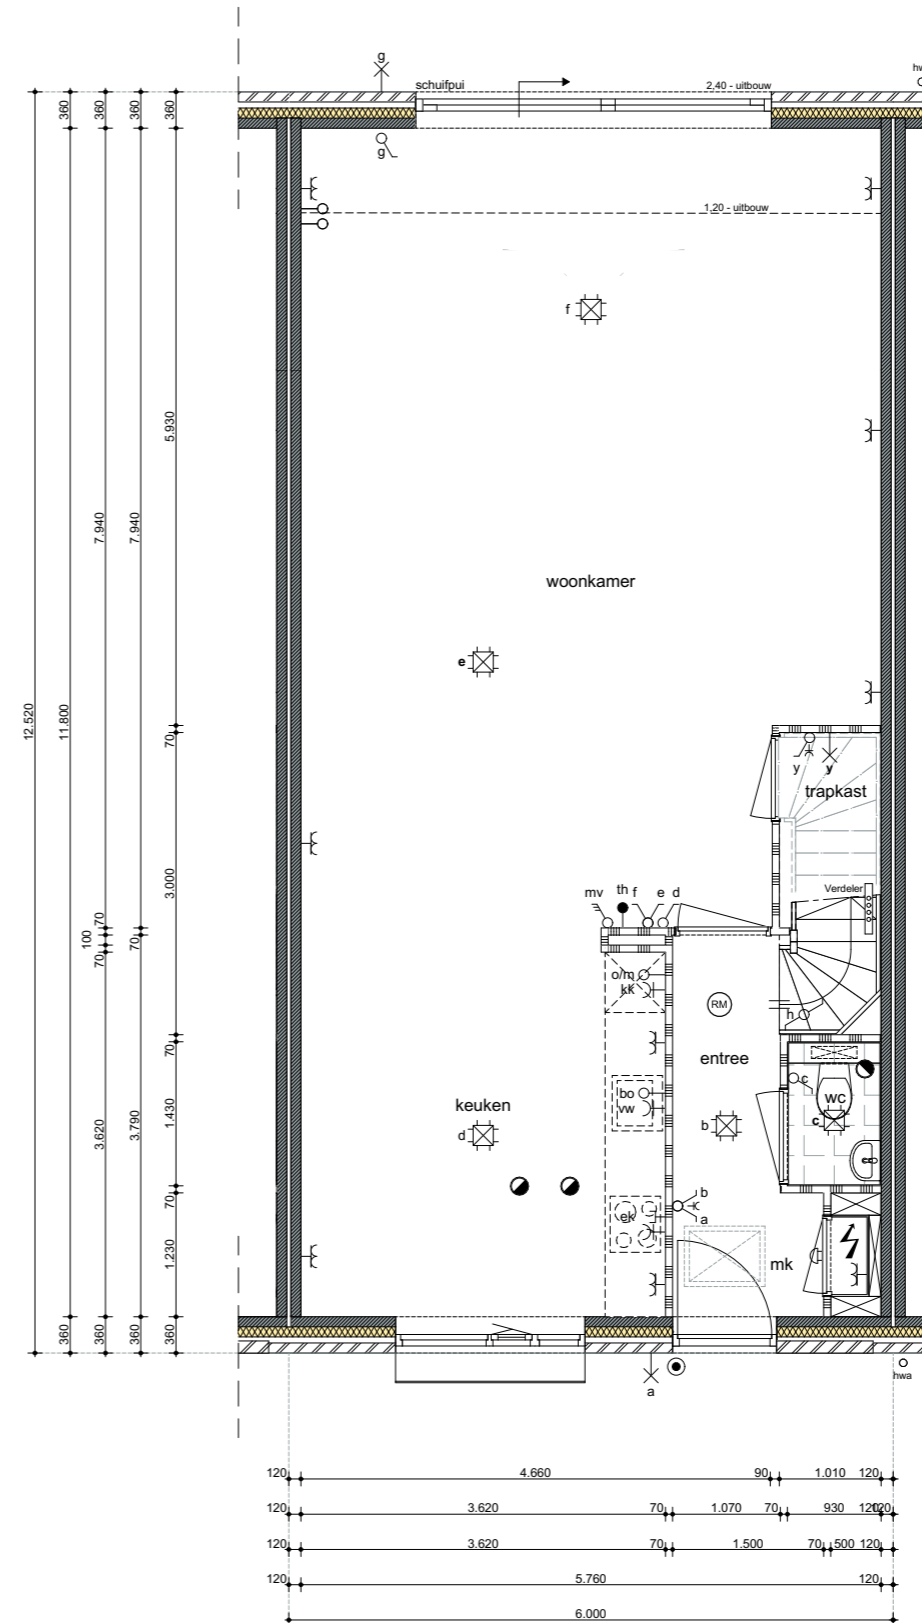 g
schuifpui
2,40 - uitbouw
hw
360
360
360
360
g
1,20 - uitbouw
f
5.930
7.940
7.940
woonkamer
e
12.520
11.800
70
y
y
trapkast
Verdeler
3.000
mv
th
f
e
d
70
100
70
70
o/m
kk
RM
h
70
entree
wc
c
c
keuken
d
bo
vw
b
1.430
3.620
3.790
70
b
a
ek
mk
1.230
360
360
360
360
a
hwa
120
4.660
90
1.010
120
120
3.620
70
1.070
70
930
120
120
120
3.620
70
1.500
70
500
120
120
5.760
120
6.000